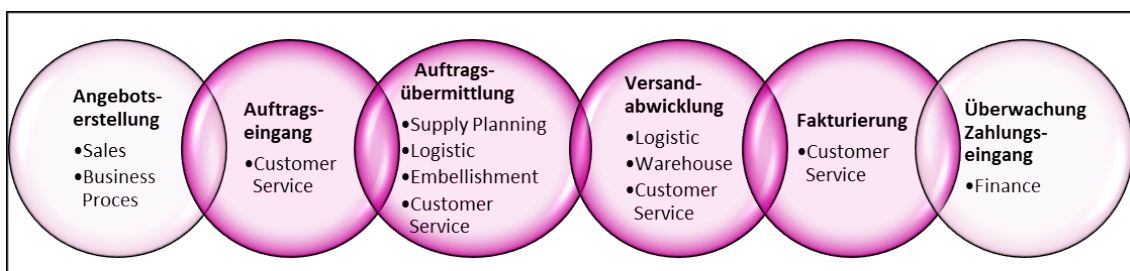 Angebots-
erstellung
•Sales
•Business
Proces
Auftrags-
eingang
•Customer
Service
Auftrags-
übermittlung
•Supply Planning
•Logistic
•Embellishment
•Customer
Service
Versand-
abwicklung
•Logistic
•Warehouse
•Customer
Service
Fakturierung
•Customer
Service
Überwachung
Zahlungs-
eingang
•Finance